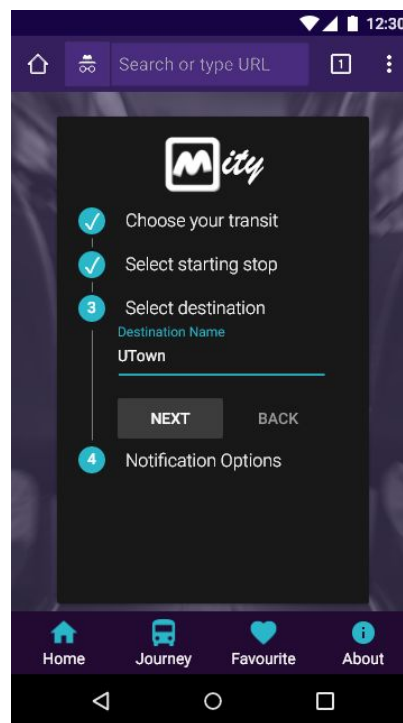 12:30
Search or type URL
1
Mity
Choose your transit
Select starting stop
3 Select destination
Destination Name
UTown
NEXT BACK
4 Notification Options
Home Journey Favourite About